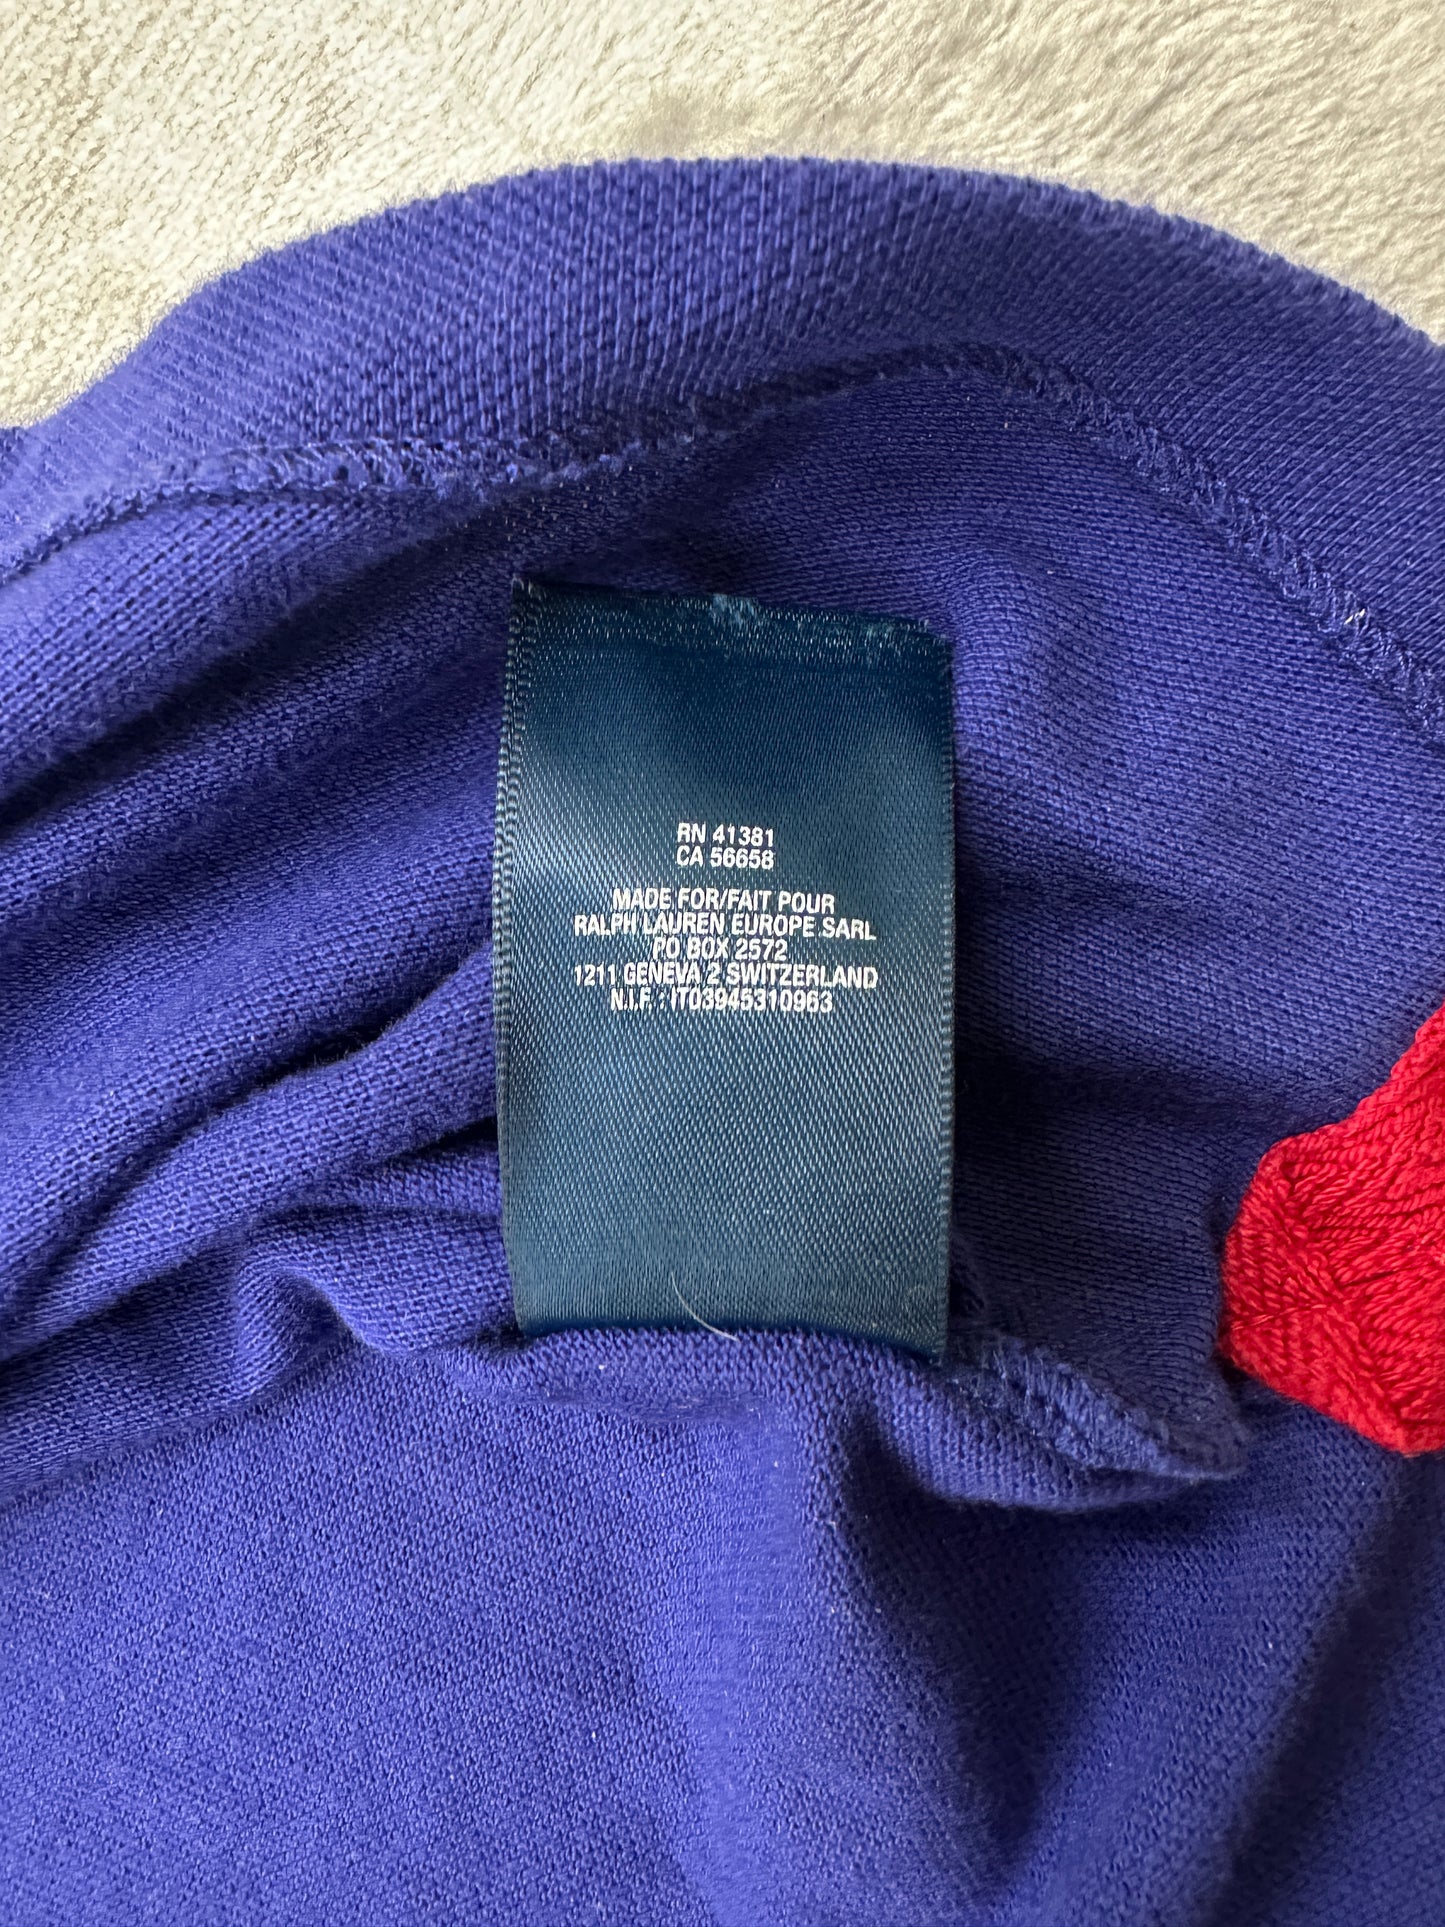 RN 41381
CA 56658
MADE FOR/FAIT POUR
RALPH LAUREN EUROPE SARL
PO BOX 2572
1211 GENEVA 2 SWITZERLAND
N.I.F. : IT03945310963